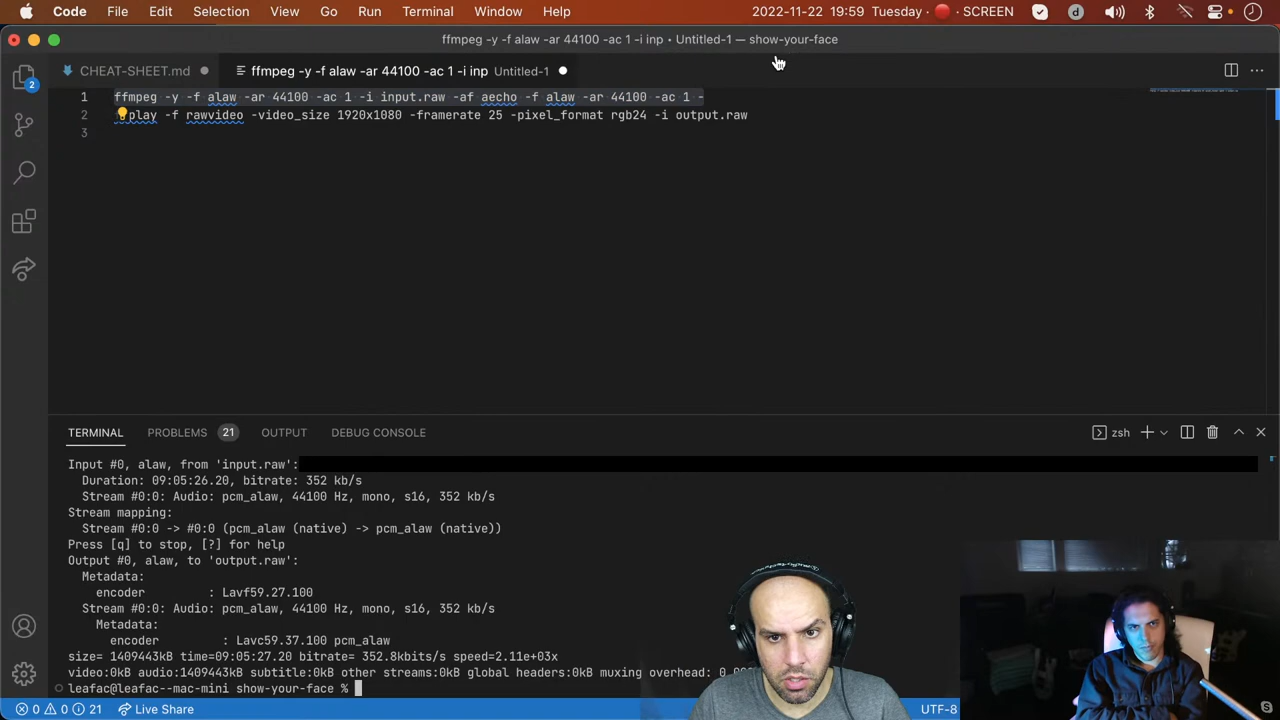 Code File Edit Selection View Go Run Terminal Window Help 2022-11-22 19:59 Tuesday SCREEN d
ffmpeg -y -f alaw -ar 44100 -ac 1 -i inp • Untitled-1 — show-your-face
CHEAT-SHEET.md ffmpeg -y -f alaw -ar 44100 -ac 1 -i inp Untitled-1
2
1 ffmpeg -y -f alaw -ar 44100 -ac 1 -i input.raw -af aecho -f alaw -ar 44100 -ac 1 -
2 play -f rawvideo -video_size 1920x1080 -framerate 25 -pixel_format rgb24 -i output.raw
3
TERMINAL PROBLEMS 21 OUTPUT DEBUG CONSOLE zsh
Input #0, alaw, from 'input.raw':
Duration: 09:05:26.20, bitrate: 352 kb/s
Stream #0:0: Audio: pcm_alaw, 44100 Hz, mono, s16, 352 kb/s
Stream mapping:
Stream #0:0 -> #0:0 (pcm_alaw (native) -> pcm_alaw (native))
Press [q] to stop, [?] for help
Output #0, alaw, to 'output.raw':
Metadata:
encoder : Lavf59.27.100
Stream #0:0: Audio: pcm_alaw, 44100 Hz, mono, s16, 352 kb/s
Metadata:
encoder : Lavc59.37.100 pcm_alaw
size= 1409443kB time=09:05:27.20 bitrate= 352.8kbits/s speed=2.11e+03x
video:0kB audio:1409443kB subtitle:0kB other streams:0kB global headers:0kB muxing overhead:
leafac@leafac--mac-mini show-your-face %
0 0 21 Live Share UTF-8